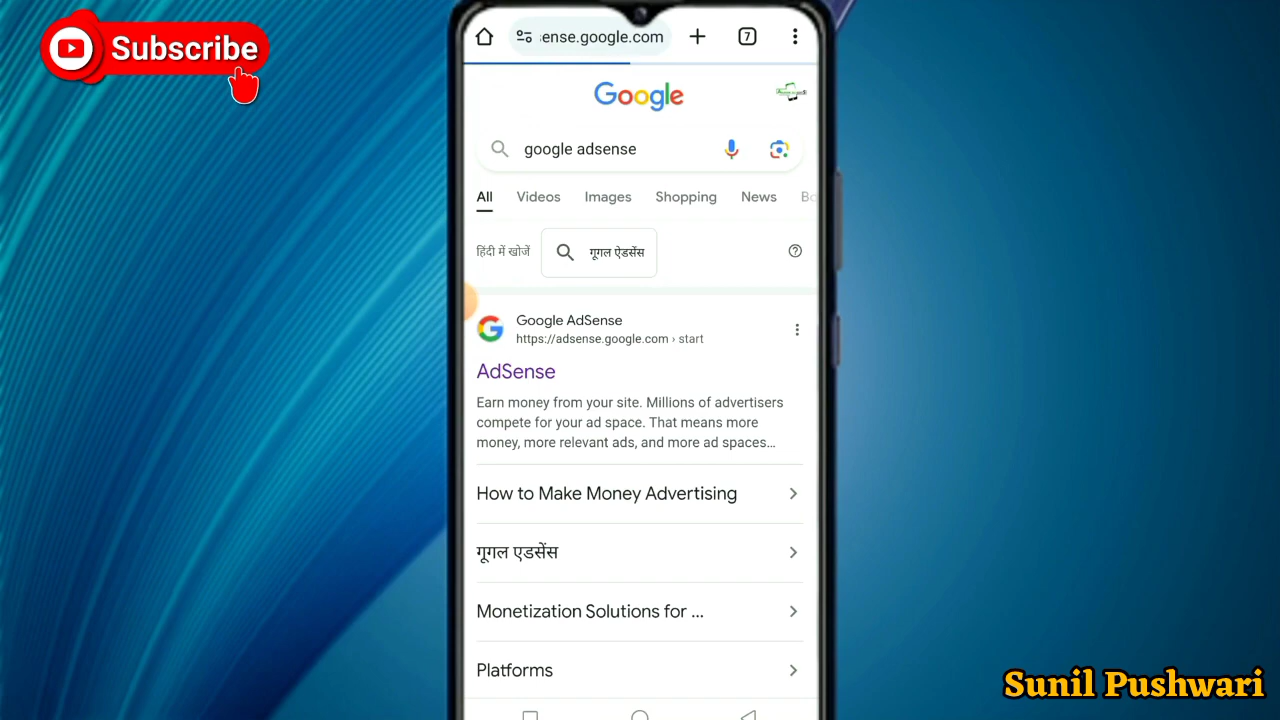 Subscribe
ense.google.com
7
Google
google adsense
All Videos Images Shopping News Bo
हिंदी में खोजें गूगल ऐडसेंस
Google AdSense
https://adsense.google.com › start
AdSense
Earn money from your site. Millions of advertisers
compete for your ad space. That means more
money, more relevant ads, and more ad spaces...
How to Make Money Advertising
गूगल एडसेंस
Monetization Solutions for ...
Platforms
Sunil Pushwari